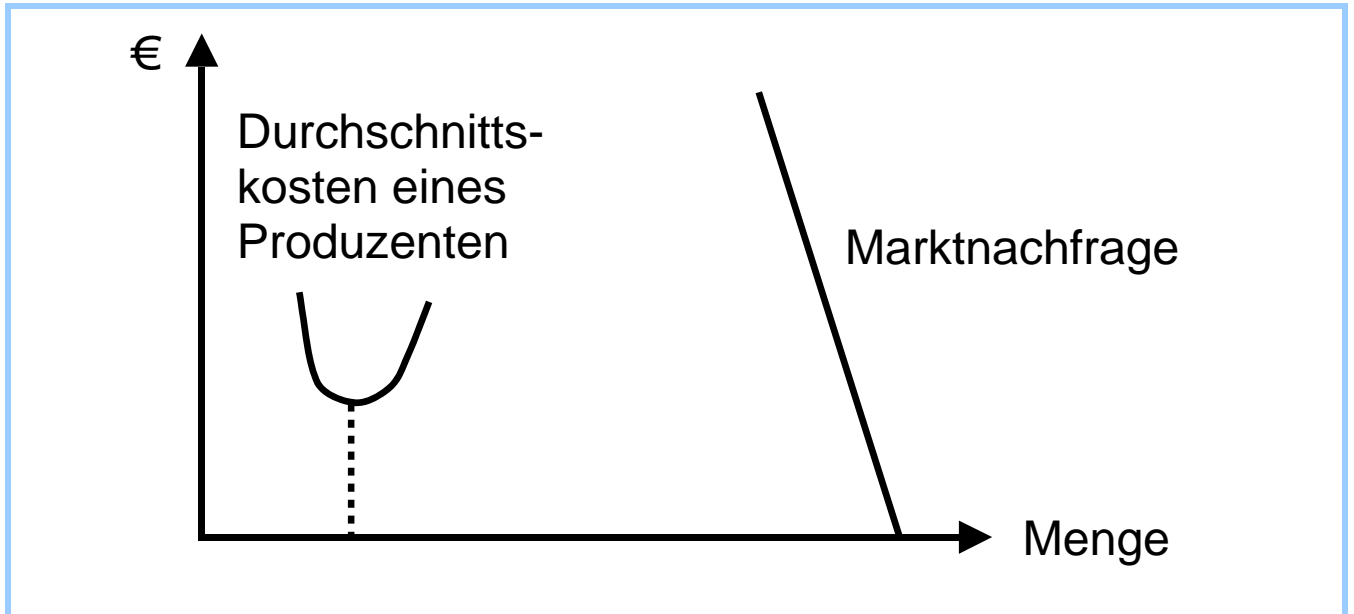 €
Durchschnitts-
kosten eines
Produzenten
Marktnachfrage
Menge